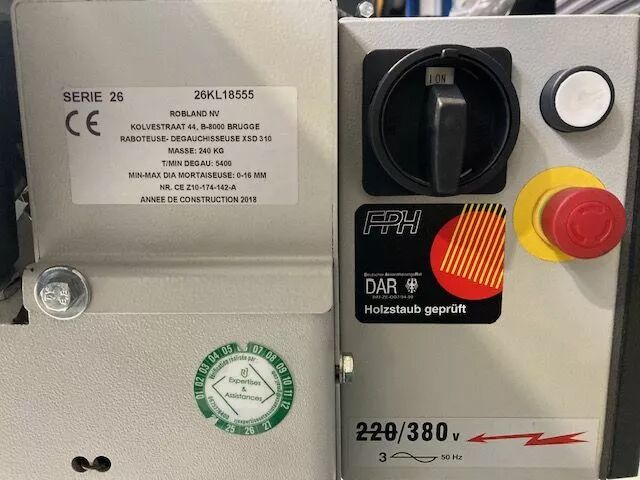 SERIE 26 26KL18555
CE
ROBLAND NV
KOLVESTRAAT 44, B-8000 BRUGGE
RABOTEUSE- DEGAUCHISSEUSE XSD 310
MASSE: 240 KG
T/MIN DEGAU: 5400
MIN-MAX DIA MORTAISEUSE: 0-16 MM
NR. CE Z10-174-142-A
ANNEE DE CONSTRUCTION 2018
I ON
FPH
DAR
Holzstaub geprüft
01 02 03 04 05 06 07 08 09 10 11 12
Expertises
&
Assistances
25 26 27
220/380 V
3 50 Hz